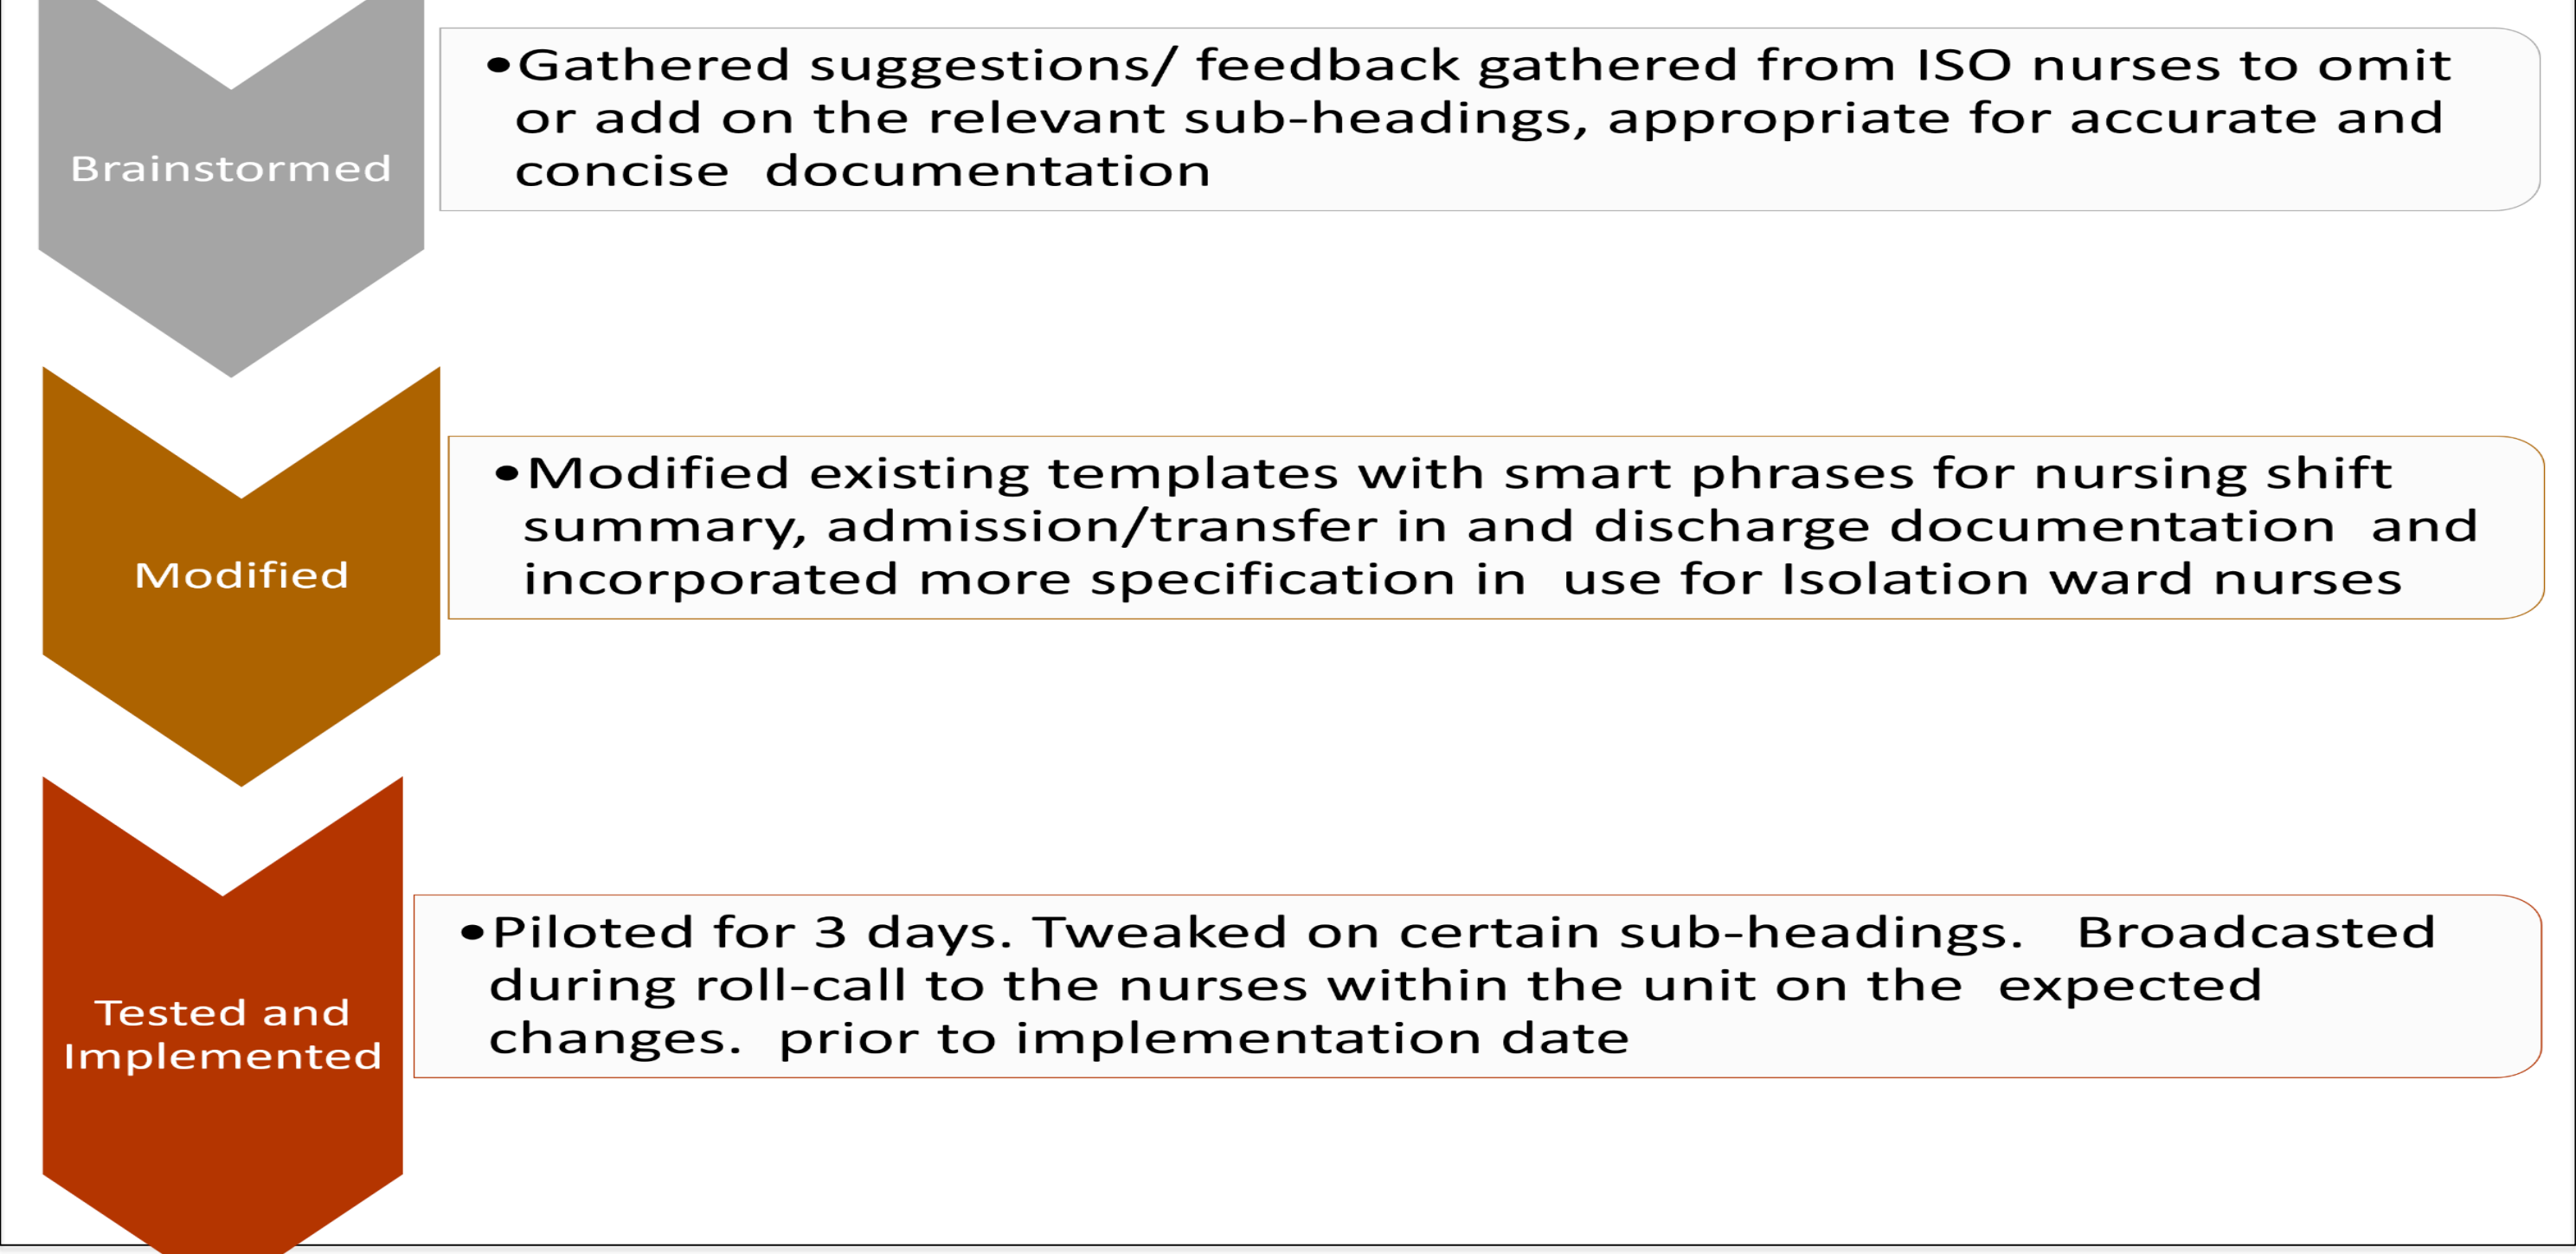 Brainstormed
•Gathered suggestions/ feedback gathered from ISO nurses to omit
or add on the relevant sub-headings, appropriate for accurate and
concise  documentation
Modified
•Modified existing templates with smart phrases for nursing shift
summary, admission/transfer in and discharge documentation  and
incorporated more specification in  use for Isolation ward nurses
Tested and
Implemented
•Piloted for 3 days. Tweaked on certain sub-headings.   Broadcasted
during roll-call to the nurses within the unit on the  expected
changes.  prior to implementation date